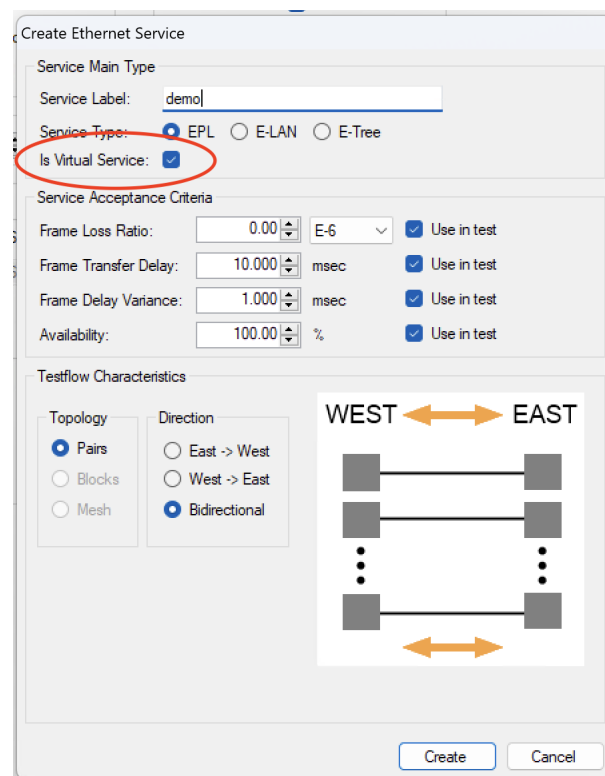 Create Ethernet Service
Service Main Type
Service Label: demo
Service Type: EPL E-LAN E-Tree
Is Virtual Service:
Service Acceptance Criteria
Frame Loss Ratio: 0.00 E-6 Use in test
Frame Transfer Delay: 10.000 msec Use in test
Frame Delay Variance: 1.000 msec Use in test
Availability: 100.00 % Use in test
Testflow Characteristics
Topology
Pairs
Blocks
Mesh
Direction
East -> West
West -> East
Bidirectional
WEST EAST
Create Cancel